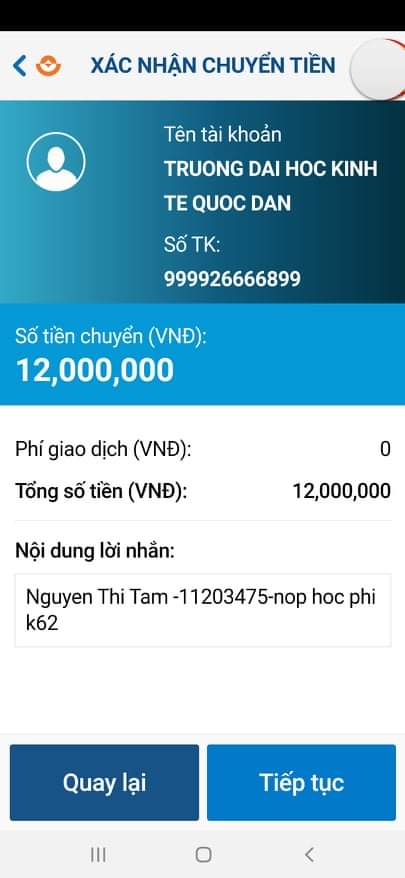 XÁC NHẬN CHUYỂN TIỀN
Tên tài khoản
TRUONG DAI HOC KINH
TE QUOC DAN
Số TK:
999926666899
Số tiền chuyển (VNĐ):
12,000,000
Phí giao dịch (VNĐ): 0
Tổng số tiền (VNĐ): 12,000,000
Nội dung lời nhắn:
Nguyen Thi Tam -11203475-nop hoc phi
k62
Quay lại Tiếp tục